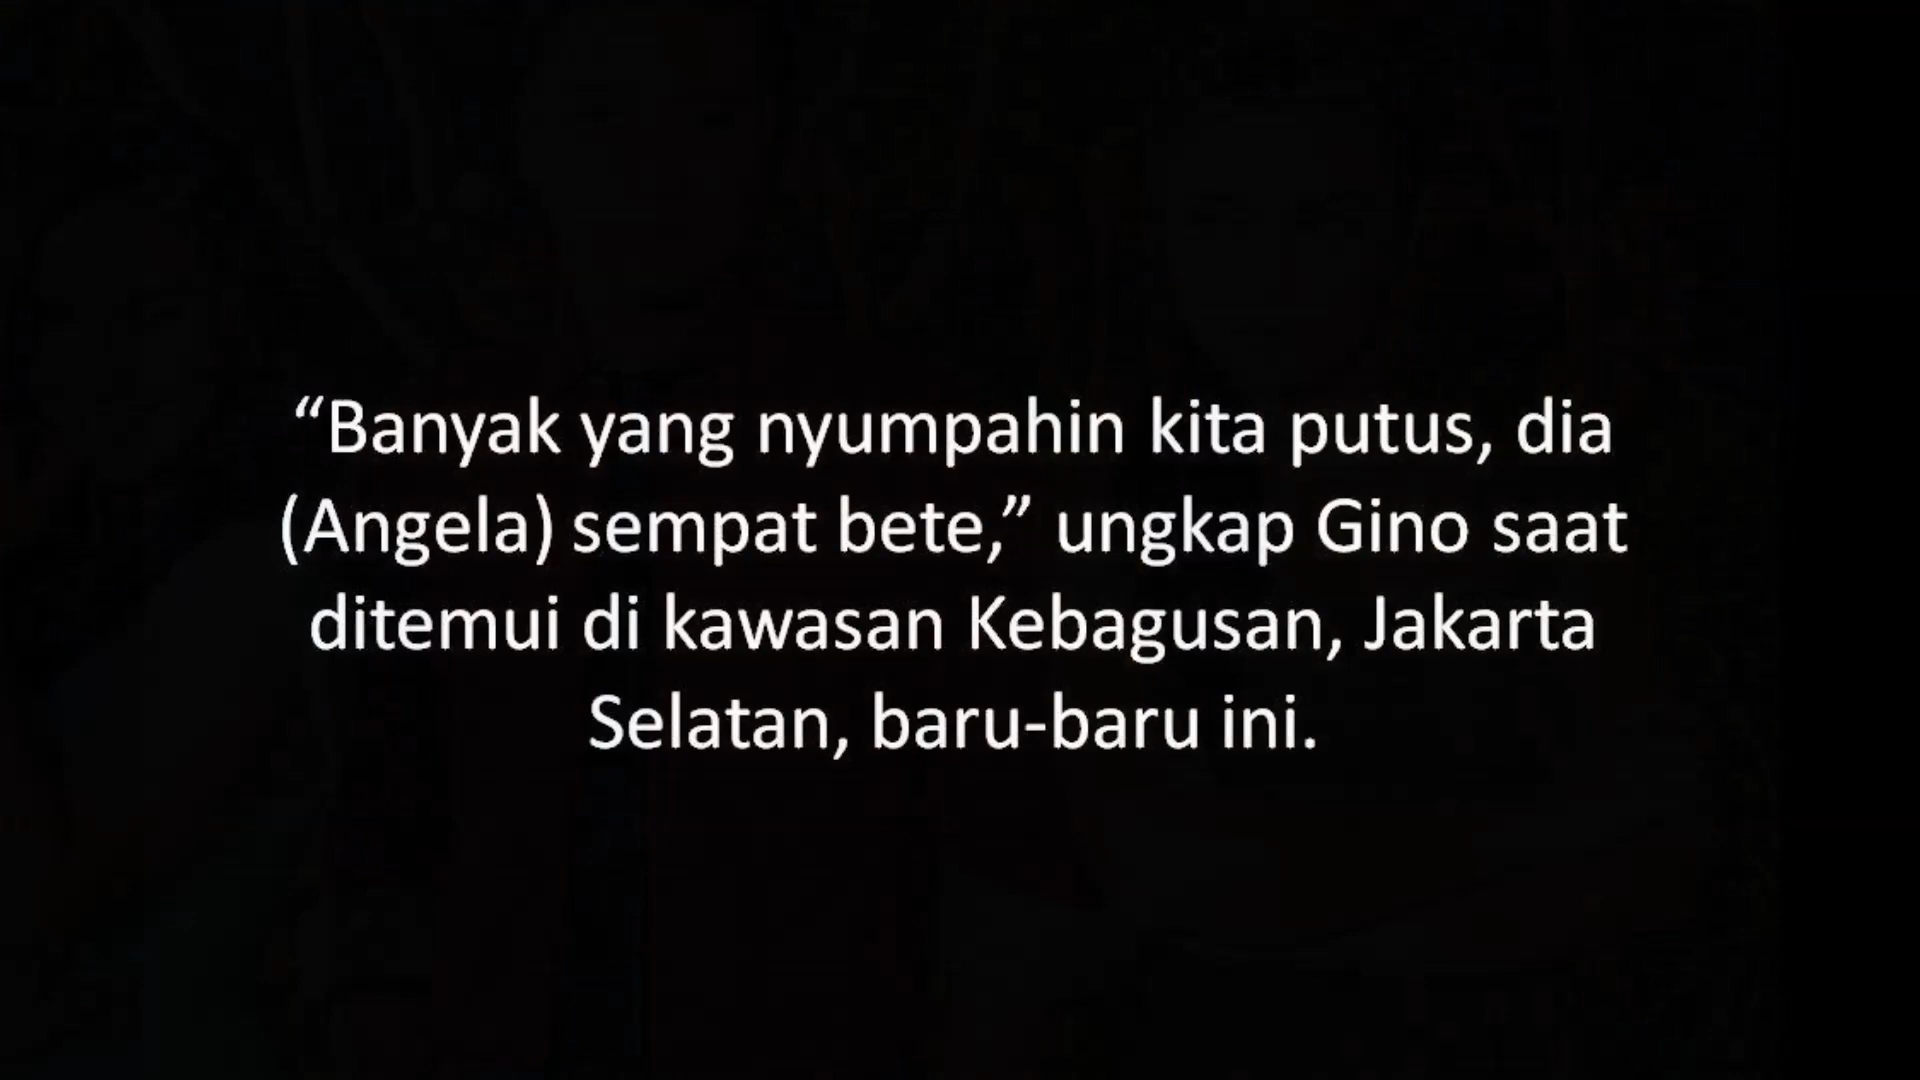 “Banyak yang nyumpahin kita putus, dia
(Angela) sempat bete,” ungkap Gino saat
ditemui di kawasan Kebagusan, Jakarta
Selatan, baru-baru ini.